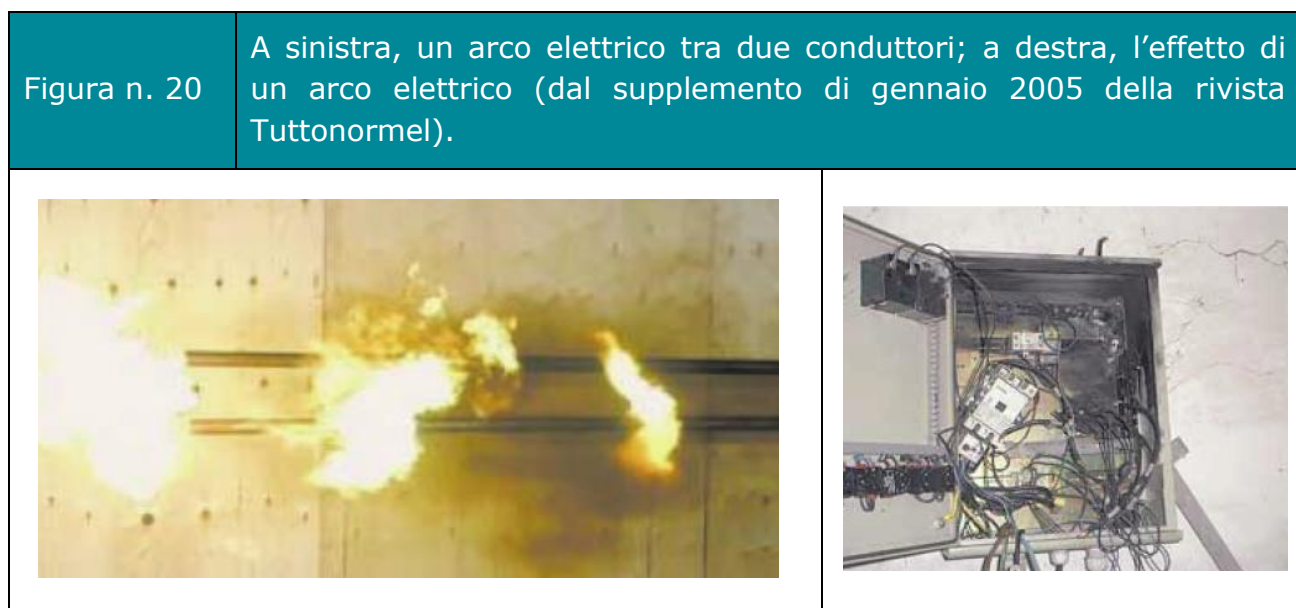 Figura n. 20
A sinistra, un arco elettrico tra due conduttori; a destra, l’effetto di
un arco elettrico (dal supplemento di gennaio 2005 della rivista
Tuttonormel).